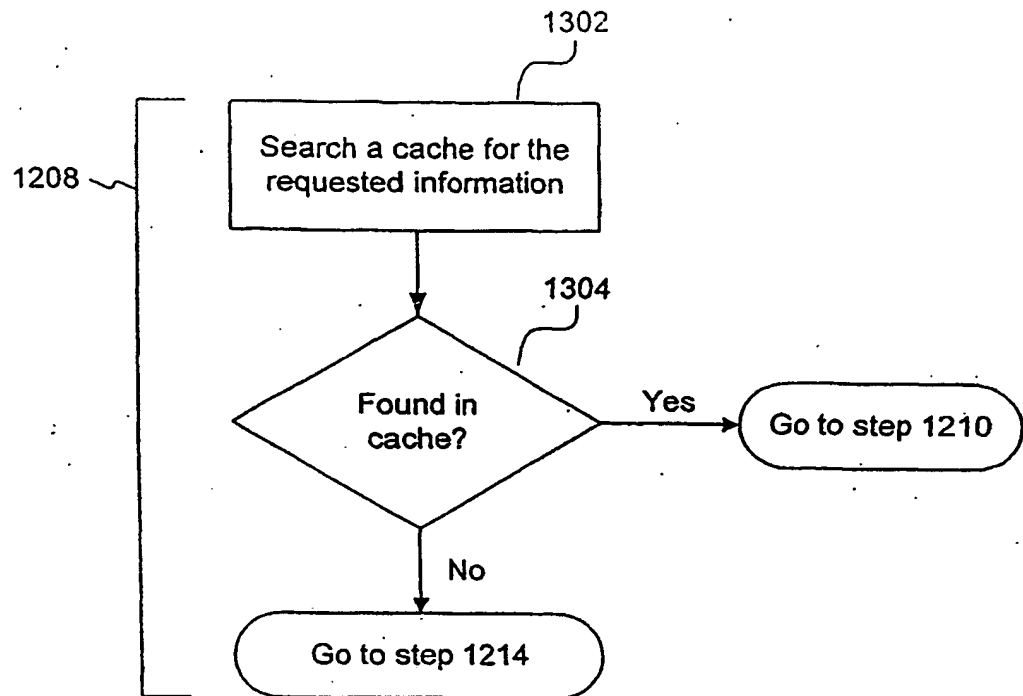 1302
Search a cache for the
requested information
1208
1304
Found in
cache?
Yes
Go to step 1210
No
Go to step 1214